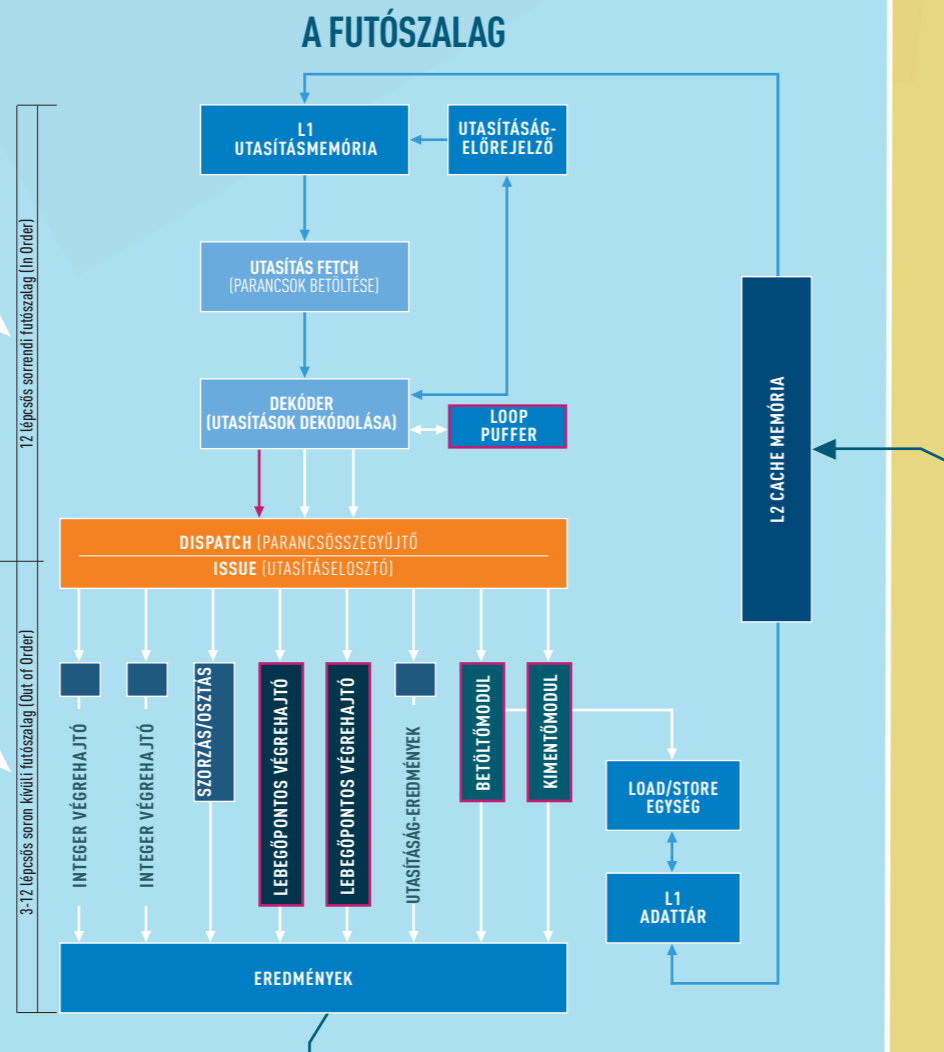 A FUTÓSZALAG
L1
UTASÍTÁSMEMÓRIA
UTASÍTÁSÁG-
ELŐREJELZŐ
UTASÍTÁS FETCH
(PARANCSOK BETÖLTÉSE)
DEKÓDER
(UTASÍTÁSOK DEKÓDOLÁSA)
LOOP
PUFFER
L2 CACHE MEMÓRIA
12 lépcsős sorrendi futószalag (In Order)
DISPATCH (PARANCSÖSSZEGYŰJTŐ
ISSUE (UTASÍTÁSELOSZTÓ)
3-12 lépcsős soron kívüli futószalag (Out of Order)
INTEGER VÉGREHAJTÓ
INTEGER VÉGREHAJTÓ
SZORZÁS/OSZTÁS
LEBEGŐPONTOS VÉGREHAJTÓ
LEBEGŐPONTOS VÉGREHAJTÓ
UTASÍTÁSÁG-EREDMÉNYEK
BETÖLTŐMODUL
KIMENTŐMODUL
LOAD/STORE
EGYSÉG
L1
ADATTÁR
EREDMÉNYEK